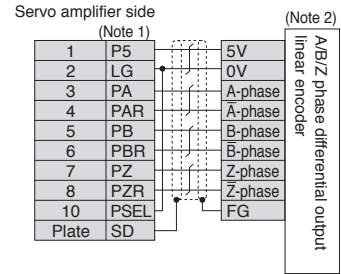 Servo amplifier side
(Note 1)
(Note 2)
1 P5 5V
2 LG 0V
3 PA A-phase
4 PAR A̅-phase
5 PB B-phase
6 PBR B̅-phase
7 PZ Z-phase
8 PZR Z̅-phase
10 PSEL FG
Plate SD
A/B/Z phase differential output
linear encoder